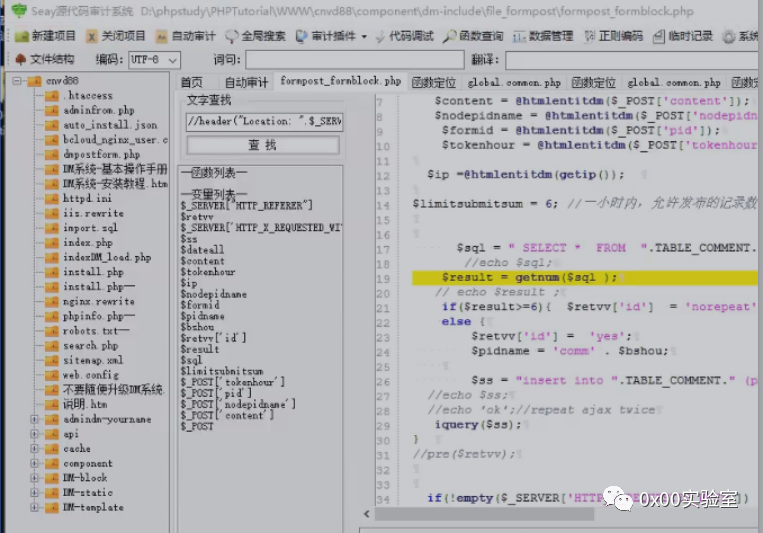 Seay源代码审计系统 D:\phpstudy\PHPTutorial\WWW\cnvd88\component\dm-include\file_formpost\formpost_formblock.php
新建项目 关闭项目 自动审计 全局搜索 审计插件 代码调试 函数查询 数据管理 正则编码 临时记录
文件结构 编码: UTF-8 词句: 翻译:
首页 自动审计 formpost_formblock.php 函数定位 global.common.php 函数定位 global.common.php
cnvd88
.htaccess
adminfrom.php
auto_install.json
bcloud_nginx_user.c
dmpostform.php
DM系统-基本操作手册
DM系统-安装教程.htm
httpd.ini
iis.rewrite
import.sql
index.php
indexDM_load.php
install.php
install.php一
nginx.rewrite
phpinfo.php一
robots.txt一
search.php
sitemap.xml
web.config
不要随便升级DM系统.
说明.htm
admindm-yourname
api
cache
component
DM-block
DM-static
DM-template
文字查找
//header("Location: ".$_SERV
查 找
一函数列表一
一变量列表一
$_SERVER["HTTP_REFERER"]
$retvv
$_SERVER['HTTP_X_REQUESTED_WI
$ss
$dateall
$content
$tokenhour
$ip
$nodepidname
$formid
$pidname
$bshou
$retvv['id']
$result
$sql
$limitsubmitsum
$_POST['tokenhour']
$_POST['pid']
$_POST['nodepidname']
$_POST['content']
$_POST
7 $content = @htmlentitdm($_POST['content']);
8 $nodepidname = @htmlentitdm($_POST['nodepidn
9 $formid = @htmlentitdm($_POST['pid']);
10 $tokenhour = @htmlentitdm($_POST['tokenhour
11
12 $ip =@htmlentitdm(getip());
13
14 $limitsubmitsum = 6; //一小时内，允许发布的记录数
17 $sql = " SELECT * FROM ".TABLE_COMMENT.
18 //echo $sql;
19 $result = getnum($sql );
20 // echo $result ;
21 if($result>=6){ $retvv['id'] = 'norepeat'
22 else {
23 $retvv['id'] = 'yes';
24 $pidname = 'comm' . $bshou;
25
26 $ss = "insert into ".TABLE_COMMENT." (p
27 //echo $ss;
28 //echo 'ok';//repeat ajax twice
29 iquery($ss);
30 }
31 //pre($retvv);
32
33
34 if(!empty($_SERVER['HTTP
0x00实验室